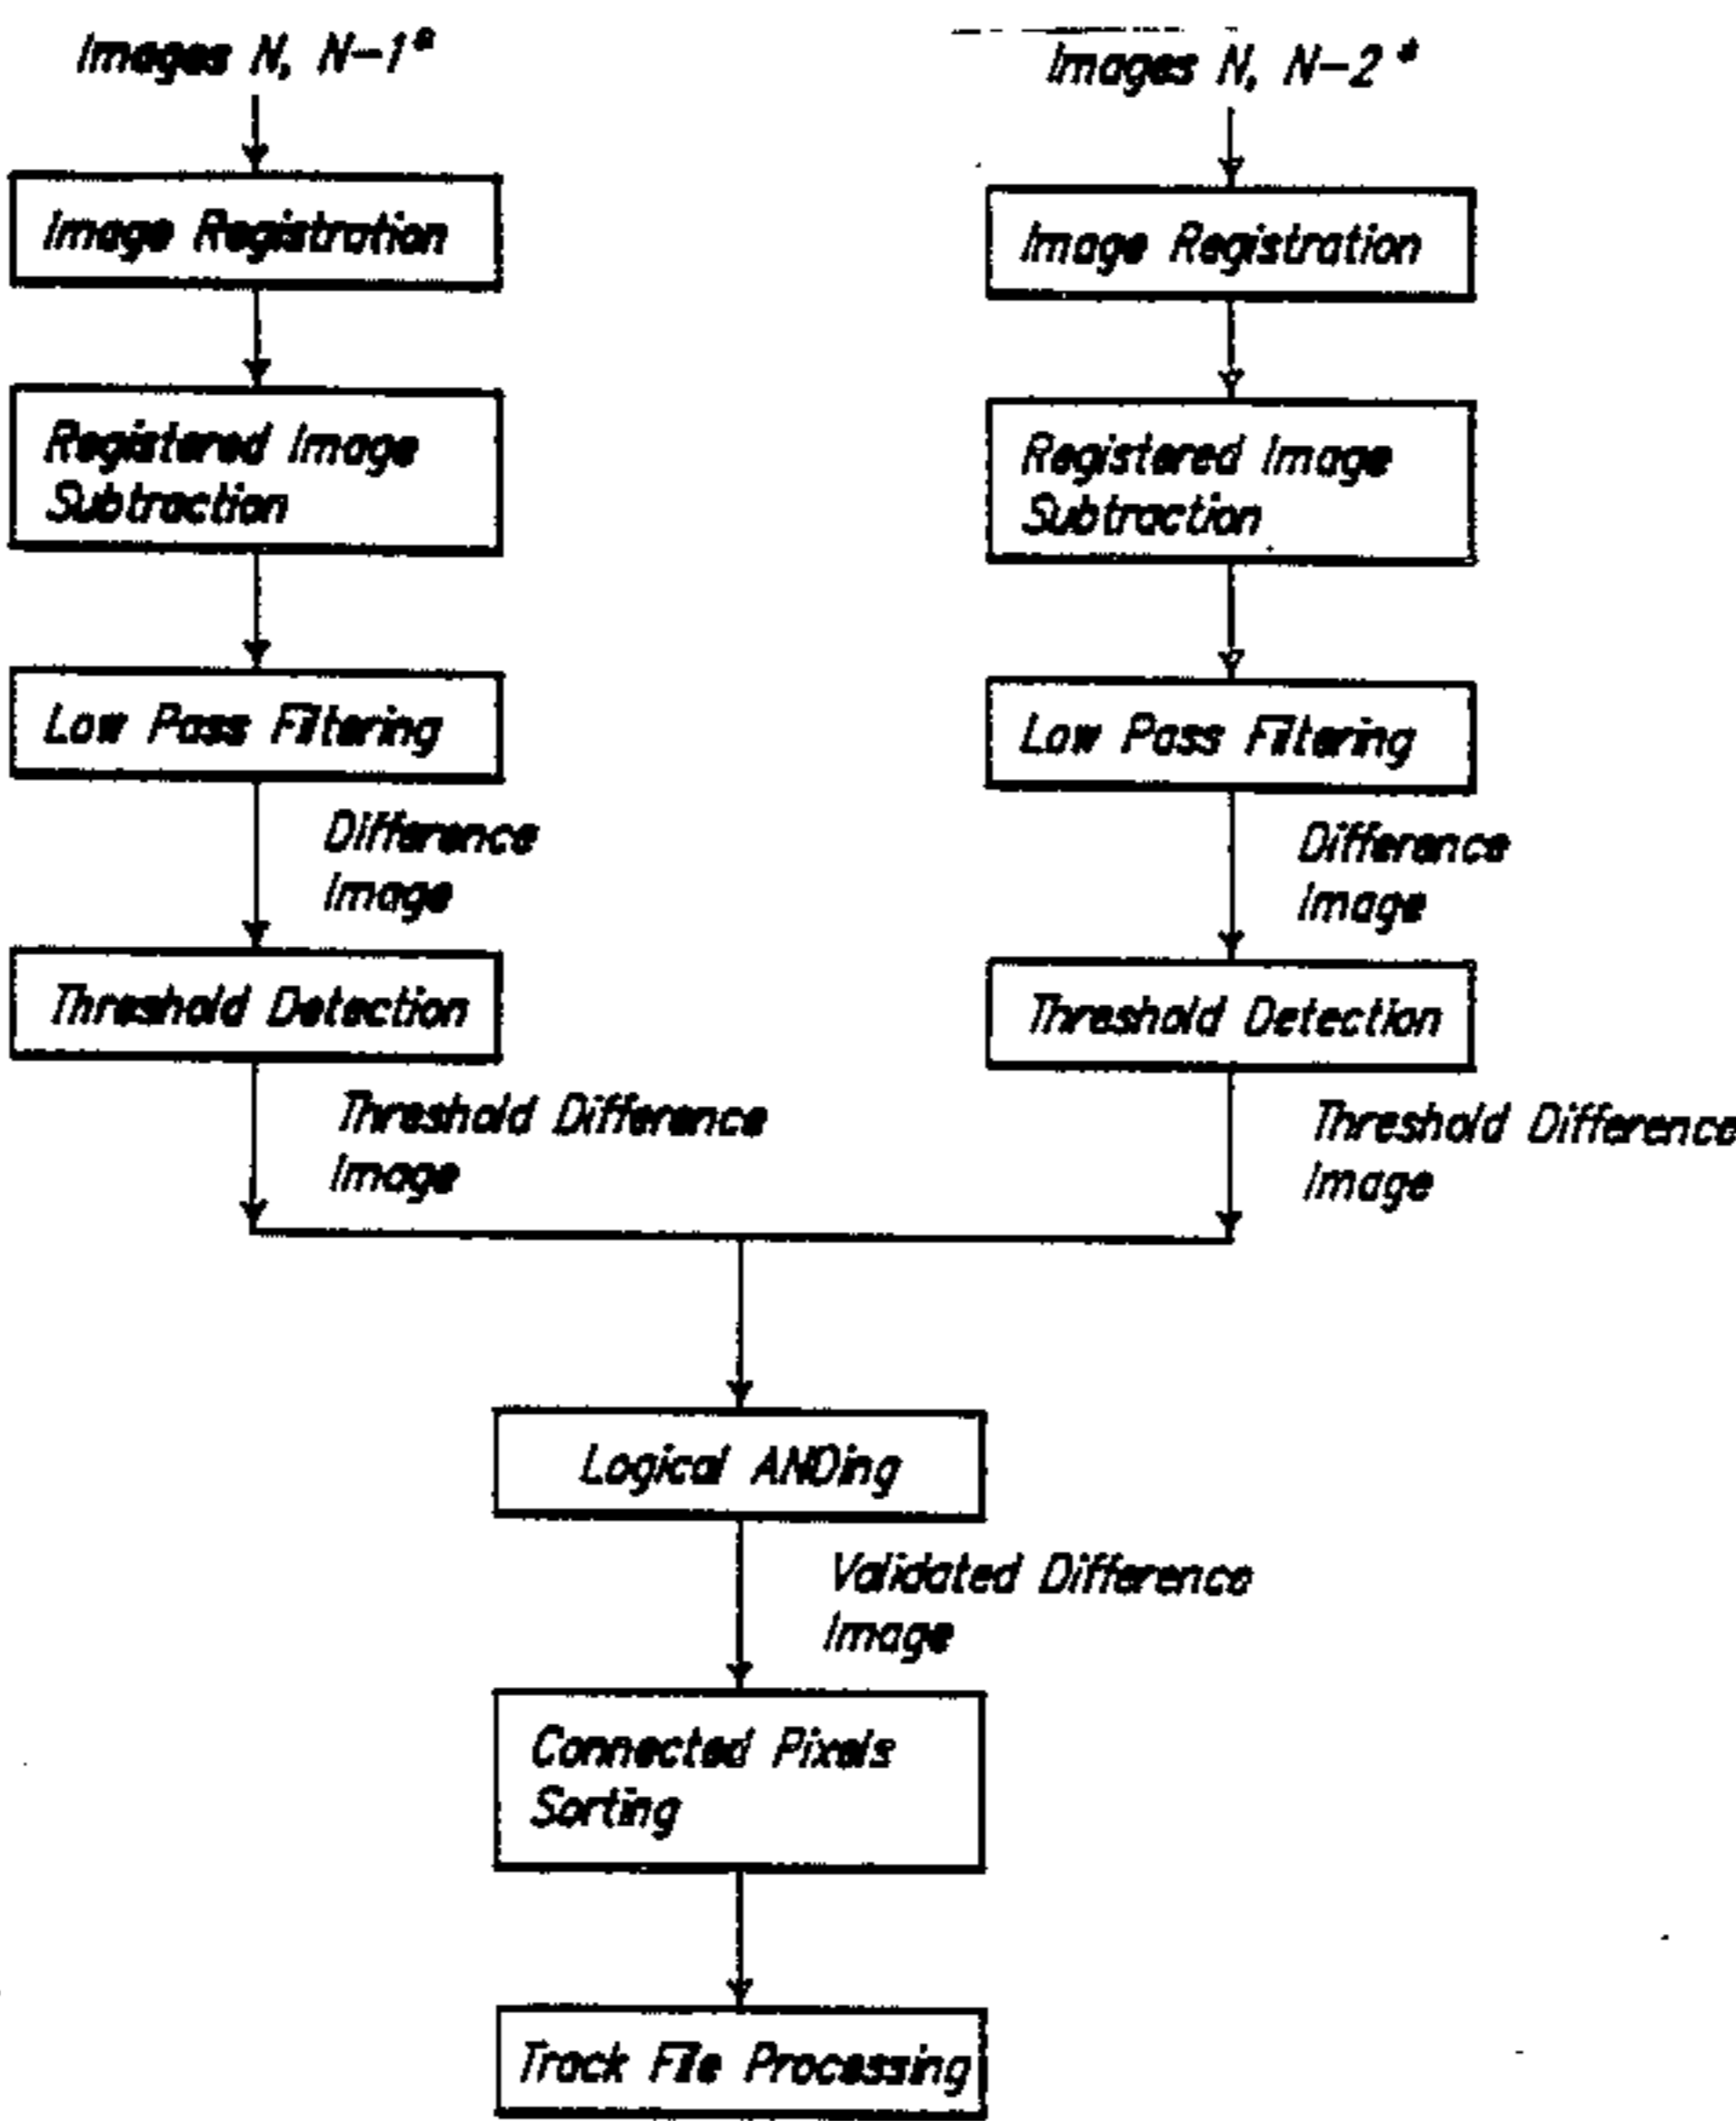 Images N, N-1*
Image Registration
Registered Image
Subtraction
Low Pass Filtering
Difference
Image
Threshold Detection
Threshold Difference
Image
Images N, N-2*
Image Registration
Registered Image
Subtraction
Low Pass Filtering
Difference
Image
Threshold Detection
Threshold Difference
Image
Logical ANDing
Validated Difference
Image
Connected Pixels
Sorting
Track File Processing